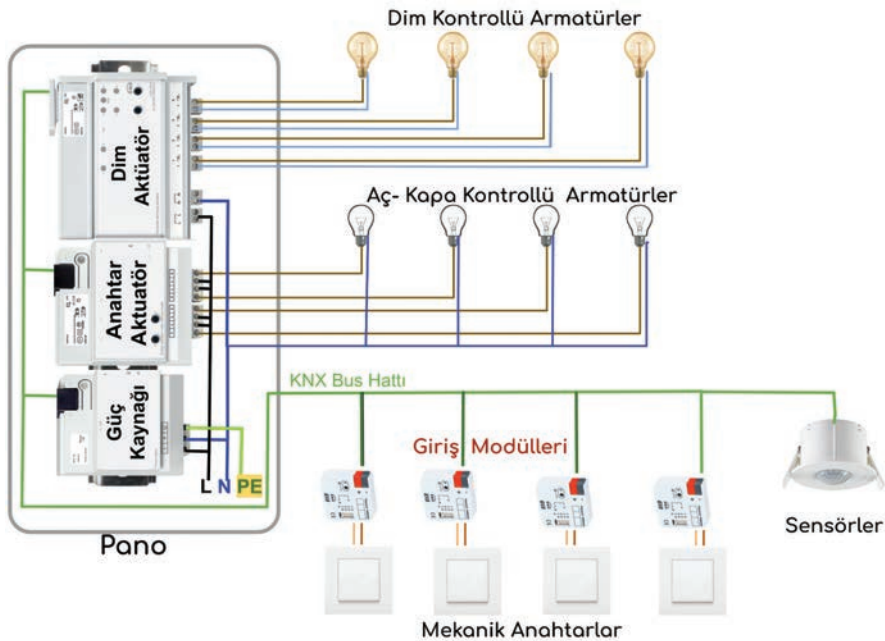 Dim Kontrollü Armatürler
Dim
Aktüatör
Aç- Kapa Kontrollü Armatürler
Anahtar
Aktuatör
KNX Bus Hattı
Güç
Kaynağı
Giriş Modülleri
L N PE
Sensörler
Pano
Mekanik Anahtarlar